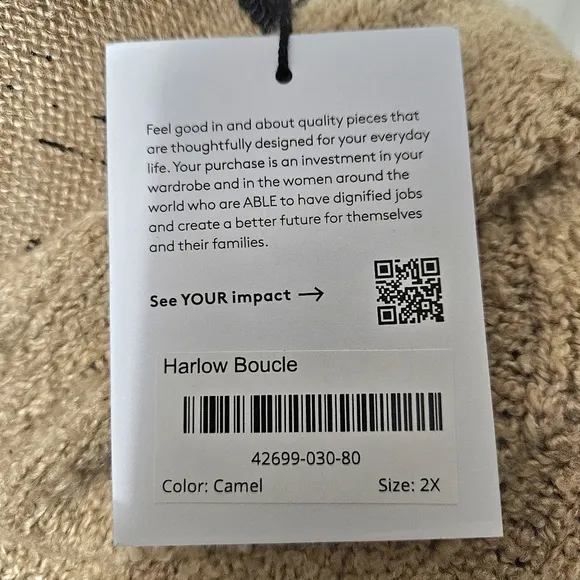 Feel good in and about quality pieces that
are thoughtfully designed for your everyday
life. Your purchase is an investment in your
wardrobe and in the women around the
world who are ABLE to have dignified jobs
and create a better future for themselves
and their families.
See YOUR impact →
Harlow Boucle
42699-030-80
Color: Camel Size: 2X